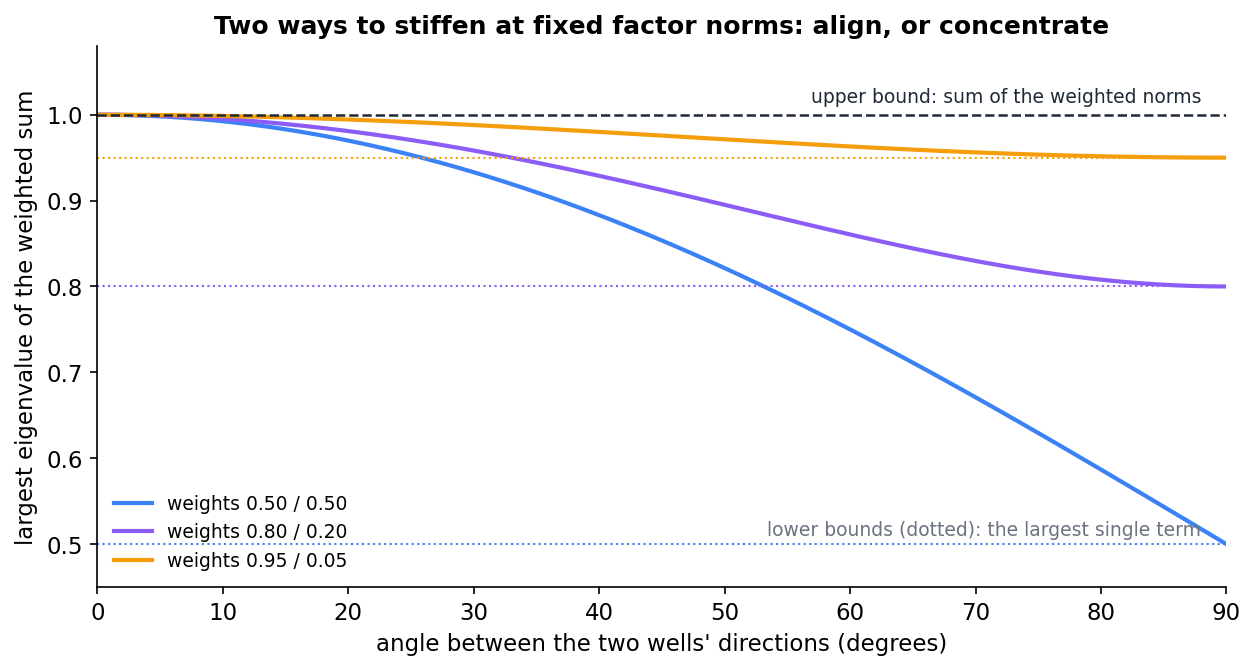 Two ways to stiffen at fixed factor norms: align, or concentrate
largest eigenvalue of the weighted sum
1.0
0.9
0.8
0.7
0.6
0.5
upper bound: sum of the weighted norms
lower bounds (dotted): the largest single term
weights 0.50 / 0.50
weights 0.80 / 0.20
weights 0.95 / 0.05
0 10 20 30 40 50 60 70 80 90
angle between the two wells' directions (degrees)